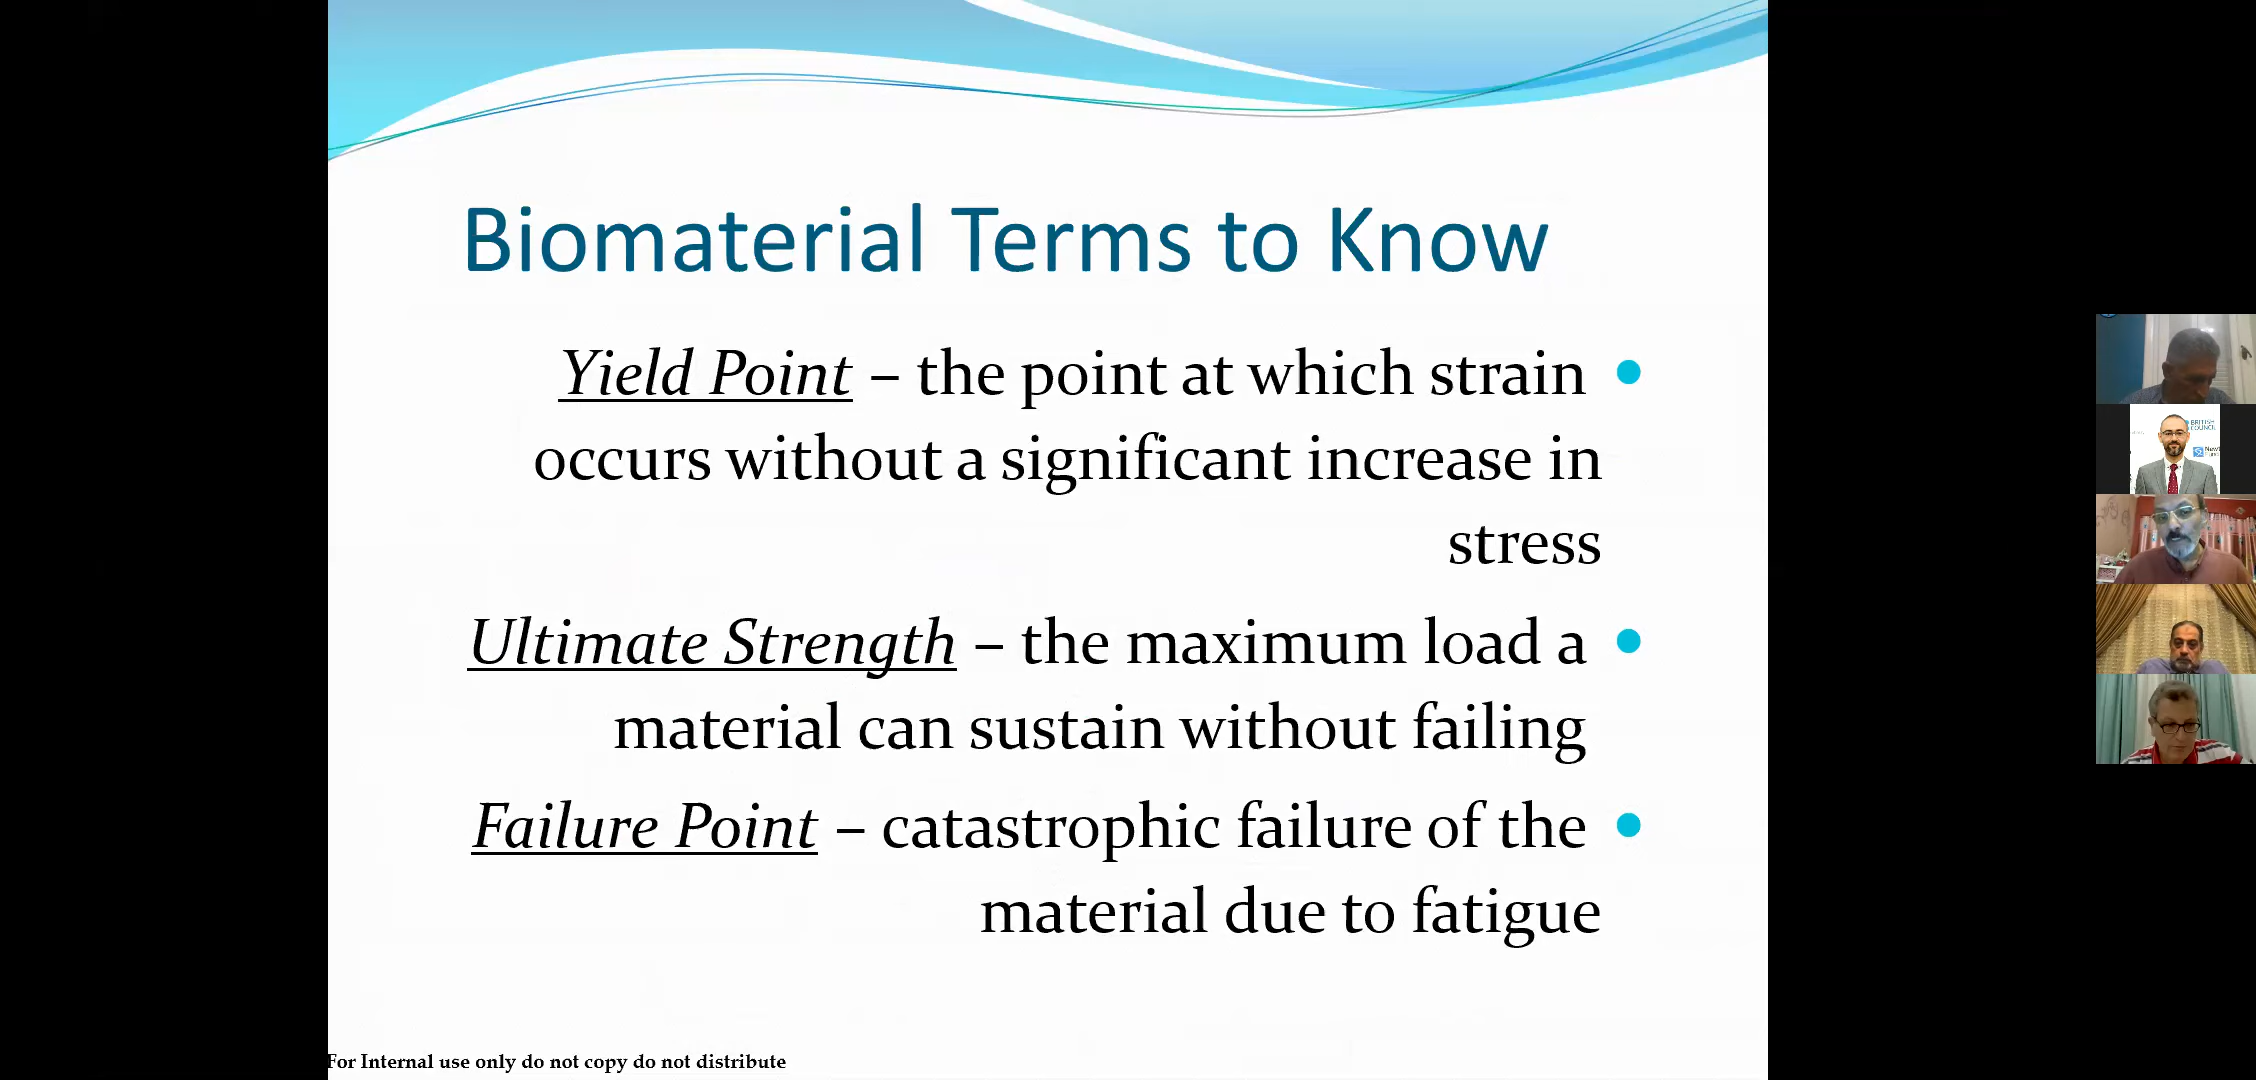 Biomaterial Terms to Know
Yield Point – the point at which strain
occurs without a significant increase in
stress
Ultimate Strength – the maximum load a
material can sustain without failing
Failure Point – catastrophic failure of the
material due to fatigue
For Internal use only do not copy do not distribute
BRITISH
COUNCIL